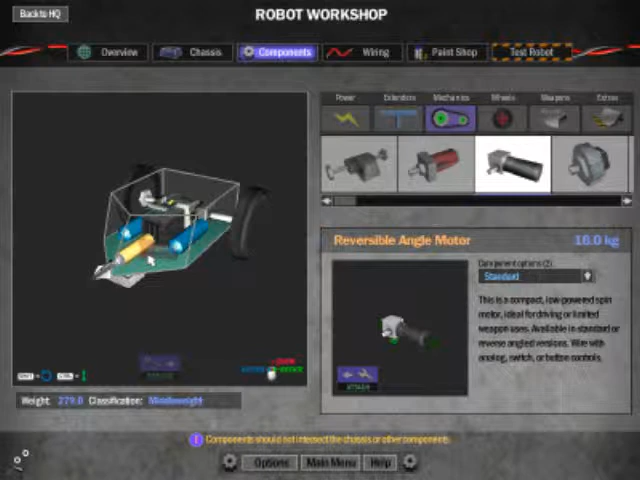 Back to HQ
ROBOT WORKSHOP
Overview
Chassis
Components
Wiring
Paint Shop
Test Robot
Power
Extenders
Mechanics
Wheels
Weapons
Extras
Reversible Angle Motor
16.0 kg
Component options (2)
Standard
This is a compact, low-powered spin
motor, ideal for driving or limited
weapon uses. Available in standard or
reverse angled versions. Wire with
analog, switch, or button controls.
ATTACH
Weight: 279.0 Classification: Middleweight
Components should not intersect the chassis or other components
Options
Main Menu
Help